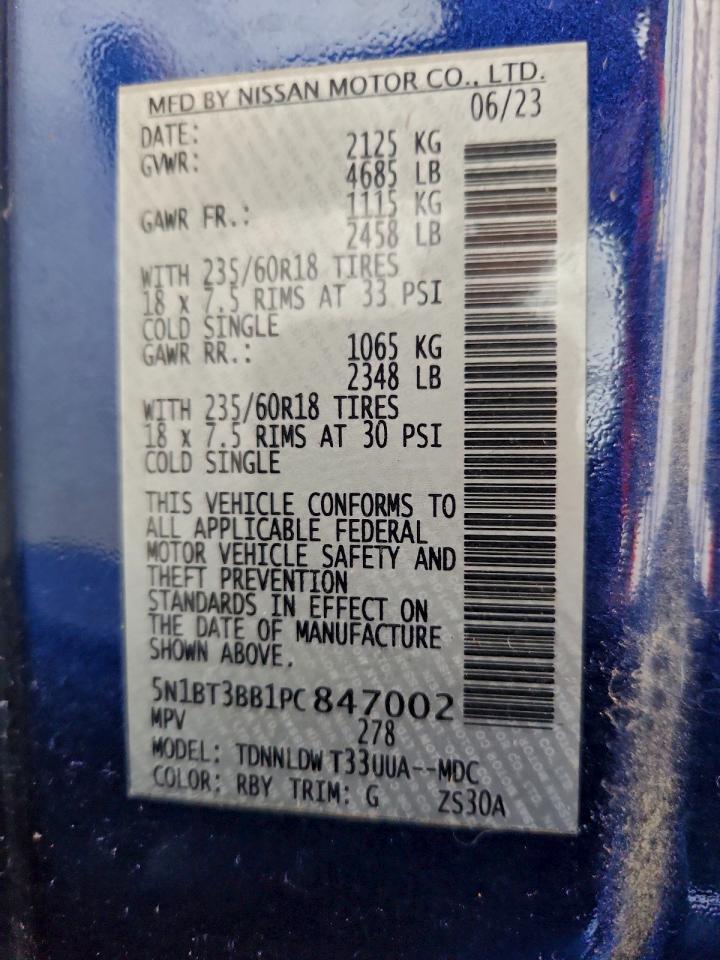 MFD BY NISSAN MOTOR CO., LTD.
DATE: 06/23
GVWR: 2125 KG
4685 LB
GAWR FR.: 1115 KG
2458 LB
WITH 235/60R18 TIRES
18 x 7.5 RIMS AT 33 PSI
COLD SINGLE
GAWR RR.: 1065 KG
2348 LB
WITH 235/60R18 TIRES
18 x 7.5 RIMS AT 30 PSI
COLD SINGLE
THIS VEHICLE CONFORMS TO
ALL APPLICABLE FEDERAL
MOTOR VEHICLE SAFETY AND
THEFT PREVENTION
STANDARDS IN EFFECT ON
THE DATE OF MANUFACTURE
SHOWN ABOVE.
5N1BT3BB1PC847002
MPV 278
MODEL: TDNNLDW T33UUA--MDC
COLOR: RBY TRIM: G ZS30A